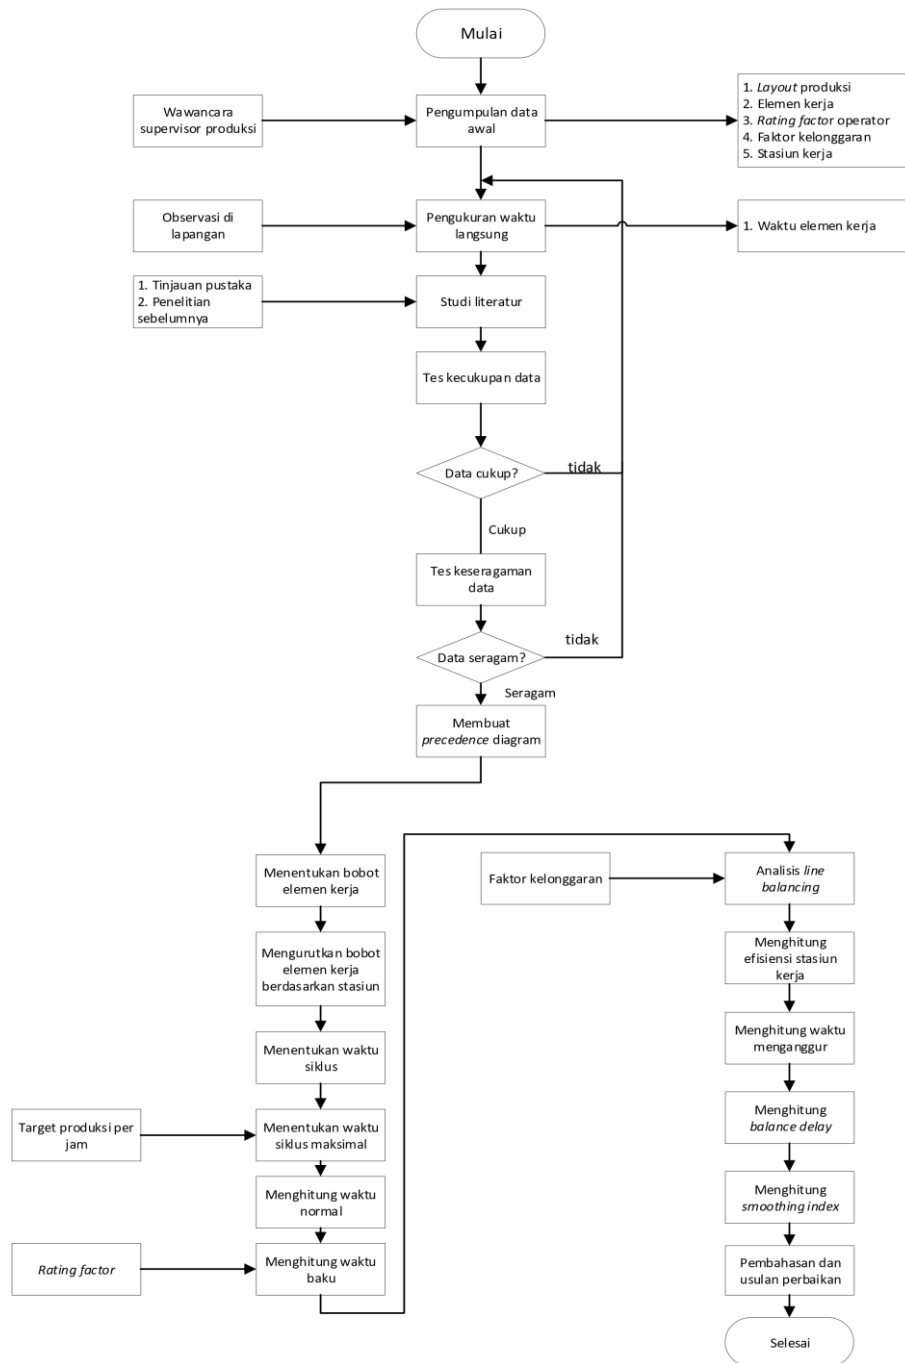 Mulai
Wawancara
supervisor produksi
Pengumpulan data
awal
1. Layout produksi
2. Elemen kerja
3. Rating factor operator
4. Faktor kelonggaran
5. Stasiun kerja
Observasi di
lapangan
Pengukuran waktu
langsung
1. Waktu elemen kerja
1. Tinjauan pustaka
2. Penelitian
sebelumnya
Studi literatur
Tes kecukupan data
Data cukup?
tidak
Cukup
Tes keseragaman
data
Data seragam?
tidak
Seragam
Membuat
precedence diagram
Menentukan bobot
elemen kerja
Mengurutkan bobot
elemen kerja
berdasarkan stasiun
Menentukan waktu
siklus
Target produksi per
jam
Menentukan waktu
siklus maksimal
Menghitung waktu
normal
Rating factor
Menghitung waktu
baku
Faktor kelonggaran
Analisis line
balancing
Menghitung
efisiensi stasiun
kerja
Menghitung waktu
menganggur
Menghitung
balance delay
Menghitung
smoothing index
Pembahasan dan
usulan perbaikan
Selesai